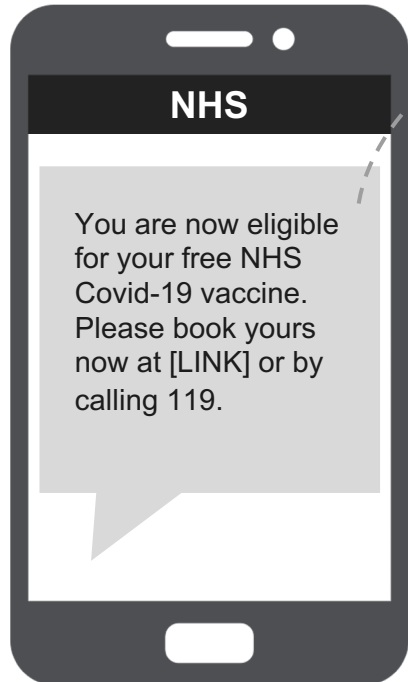 NHS
You are now eligible
for your free NHS
Covid-19 vaccine.
Please book yours
now at [LINK] or by
calling 119.